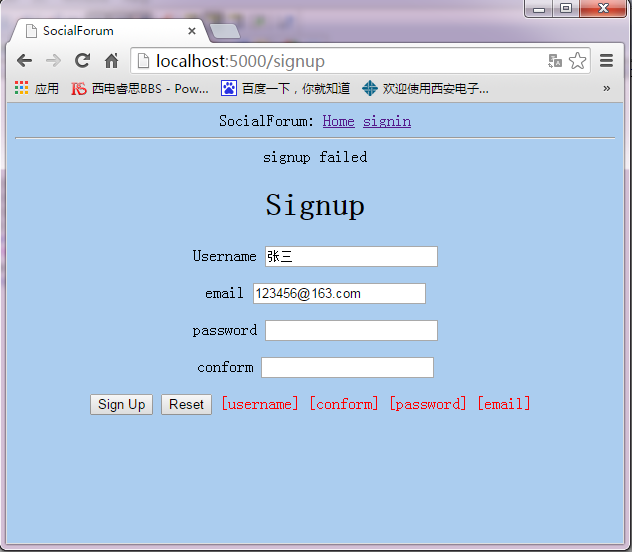 SocialForum
localhost:5000/signup
应用 西电睿思BBS - Pow... 百度一下，你就知道 欢迎使用西安电子... »
SocialForum: Home signin
signup failed
Signup
Username 张三
email 123456@163.com
password
conform
Sign Up Reset [username] [conform] [password] [email]